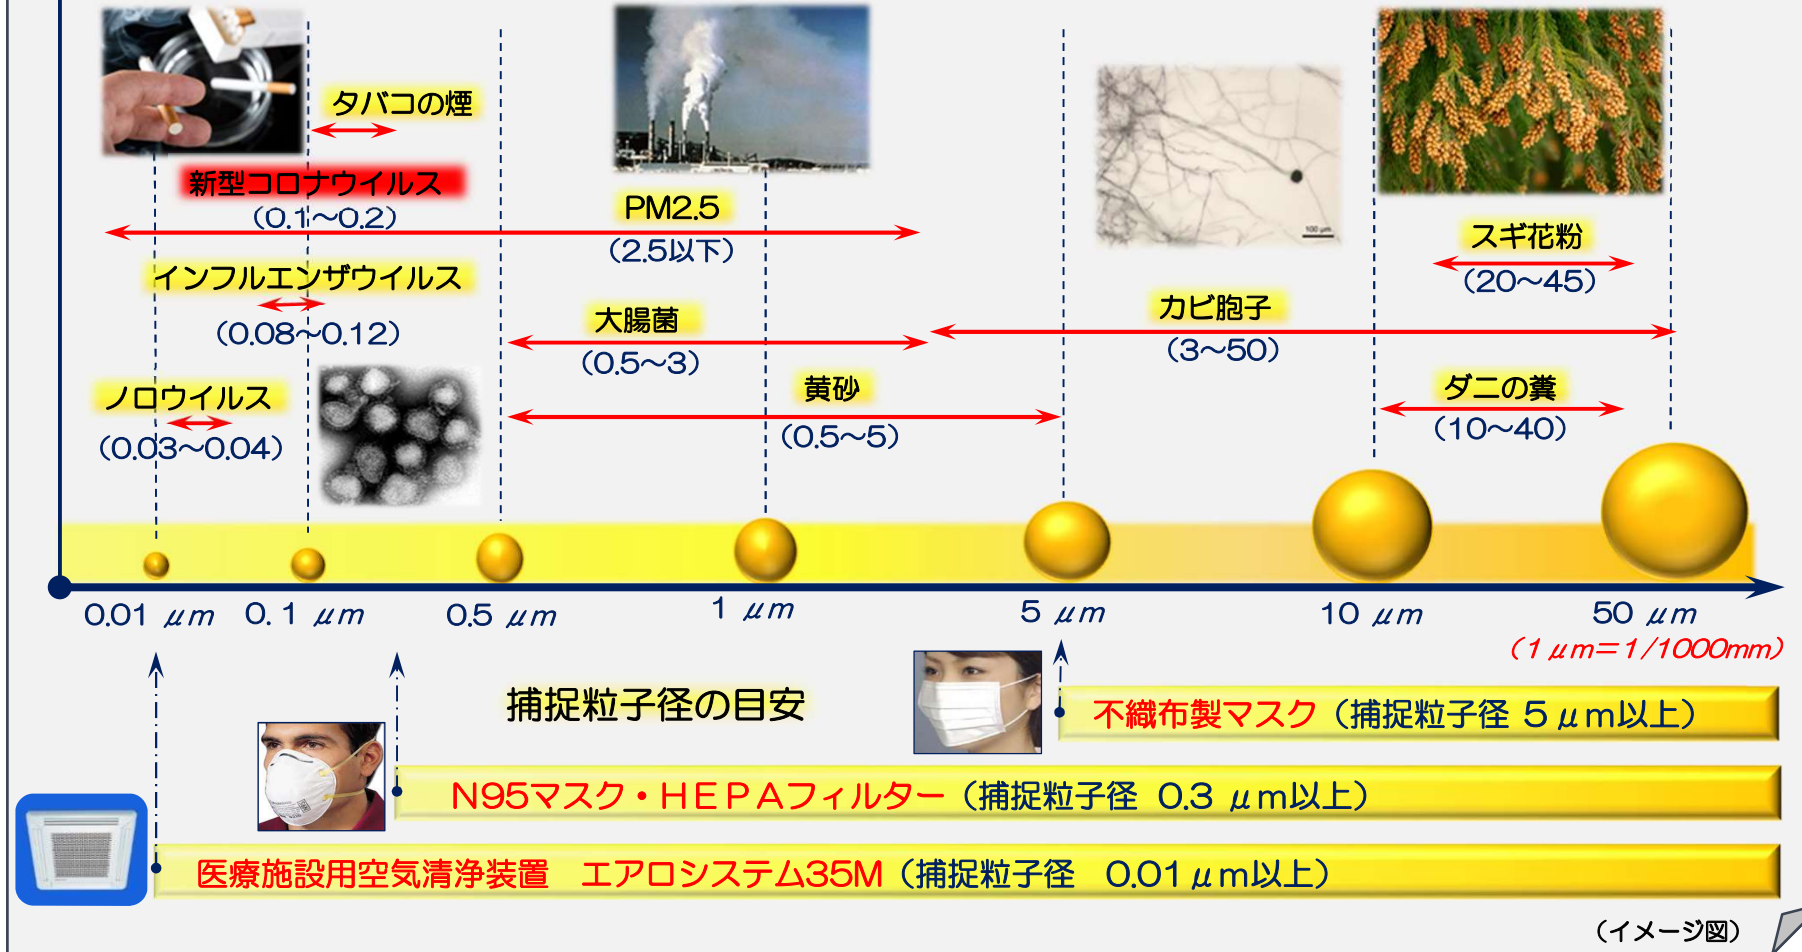 タバコの煙
新型コロナウイルス
(0.1～0.2)
PM2.5
(2.5以下)
100 μm
スギ花粉
(20～45)
インフルエンザウイルス
(0.08～0.12)
大腸菌
(0.5～3)
カビ胞子
(3～50)
ノロウイルス
(0.03～0.04)
黄砂
(0.5～5)
ダニの糞
(10～40)
0.01 μm 0.1 μm 0.5 μm 1 μm 5 μm 10 μm 50 μm
(1μm=1/1000mm)
捕捉粒子径の目安
不織布製マスク（捕捉粒子径 5μm以上）
N95マスク・HEPAフィルター（捕捉粒子径 0.3 μm以上）
医療施設用空気清浄装置 エアロシステム35M（捕捉粒子径 0.01μm以上）
（イメージ図）